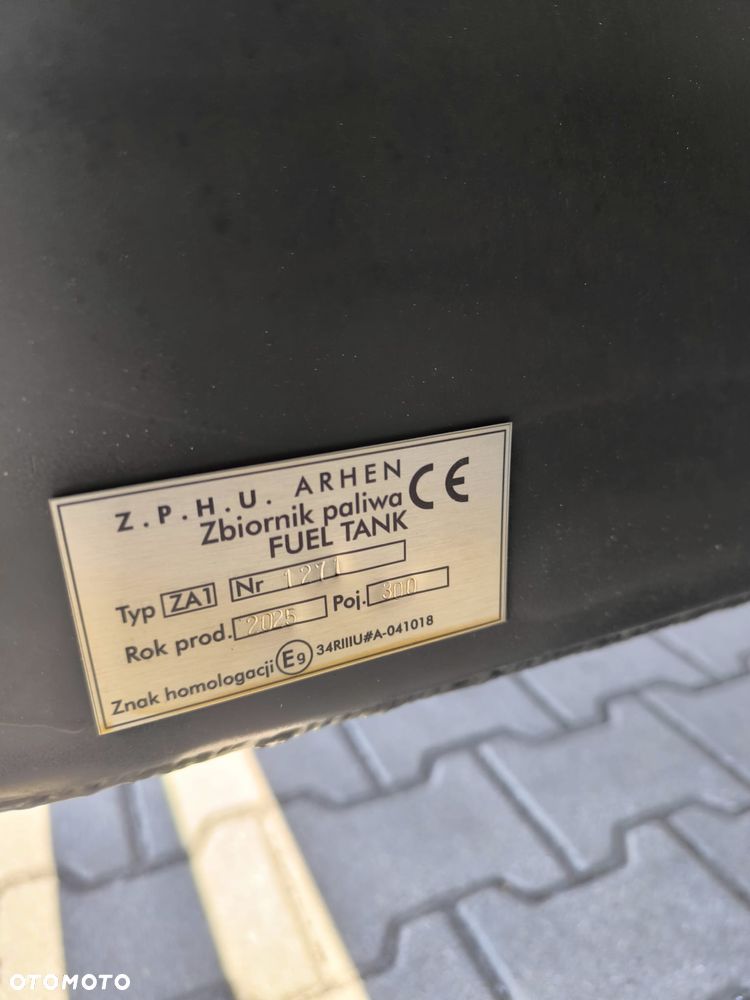 Z.P.H.U. ARHEN CE
Zbiornik paliwa
FUEL TANK
Typ ZA1 Nr 1271
Rok prod. 2025 Poj. 300
Znak homologacji E9 34RIIIU#A-041018
OTOMOTO